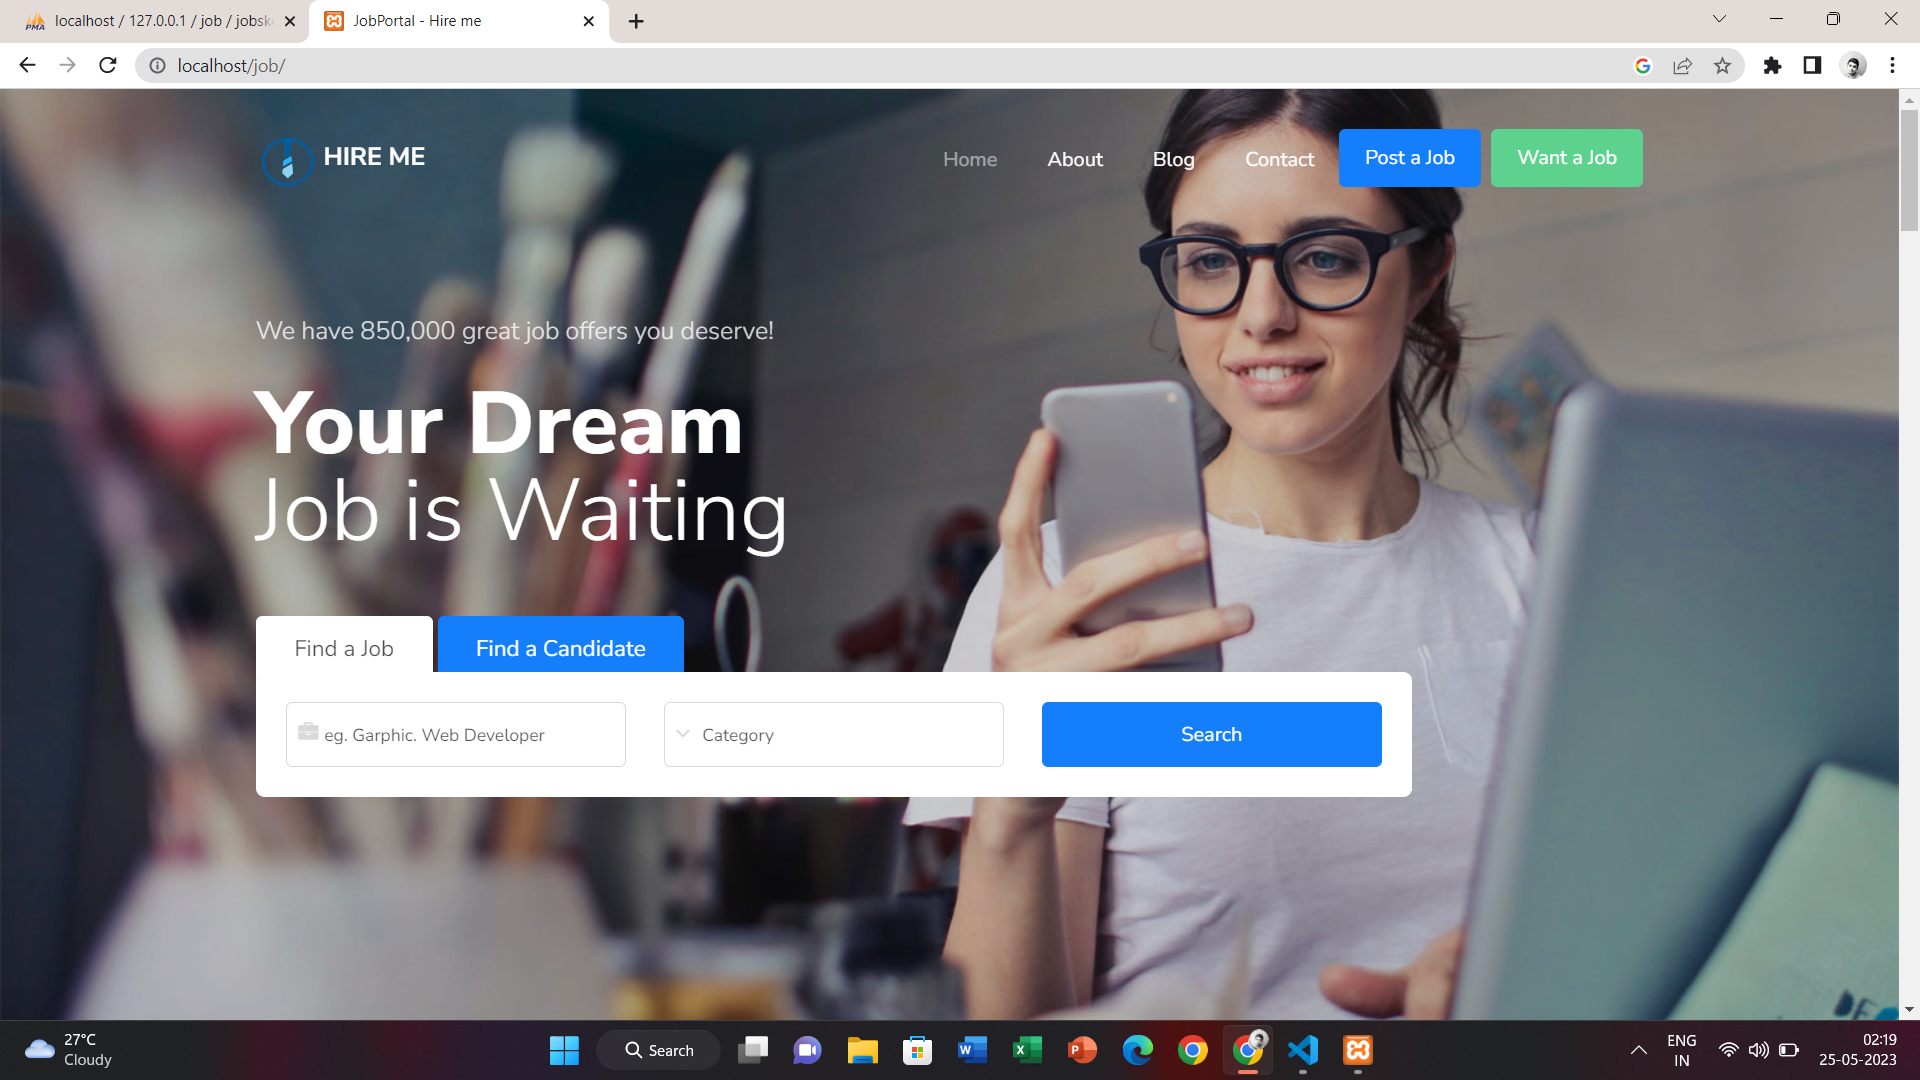 localhost / 127.0.0.1 / job / jobsk
JobPortal - Hire me
localhost/job/
HIRE ME
Home
About
Blog
Contact
Post a Job
Want a Job
We have 850,000 great job offers you deserve!
Your Dream
Job is Waiting
Find a Job
Find a Candidate
eg. Garphic. Web Developer
Category
Search
27°C
Cloudy
Search
ENG
IN
02:19
25-05-2023